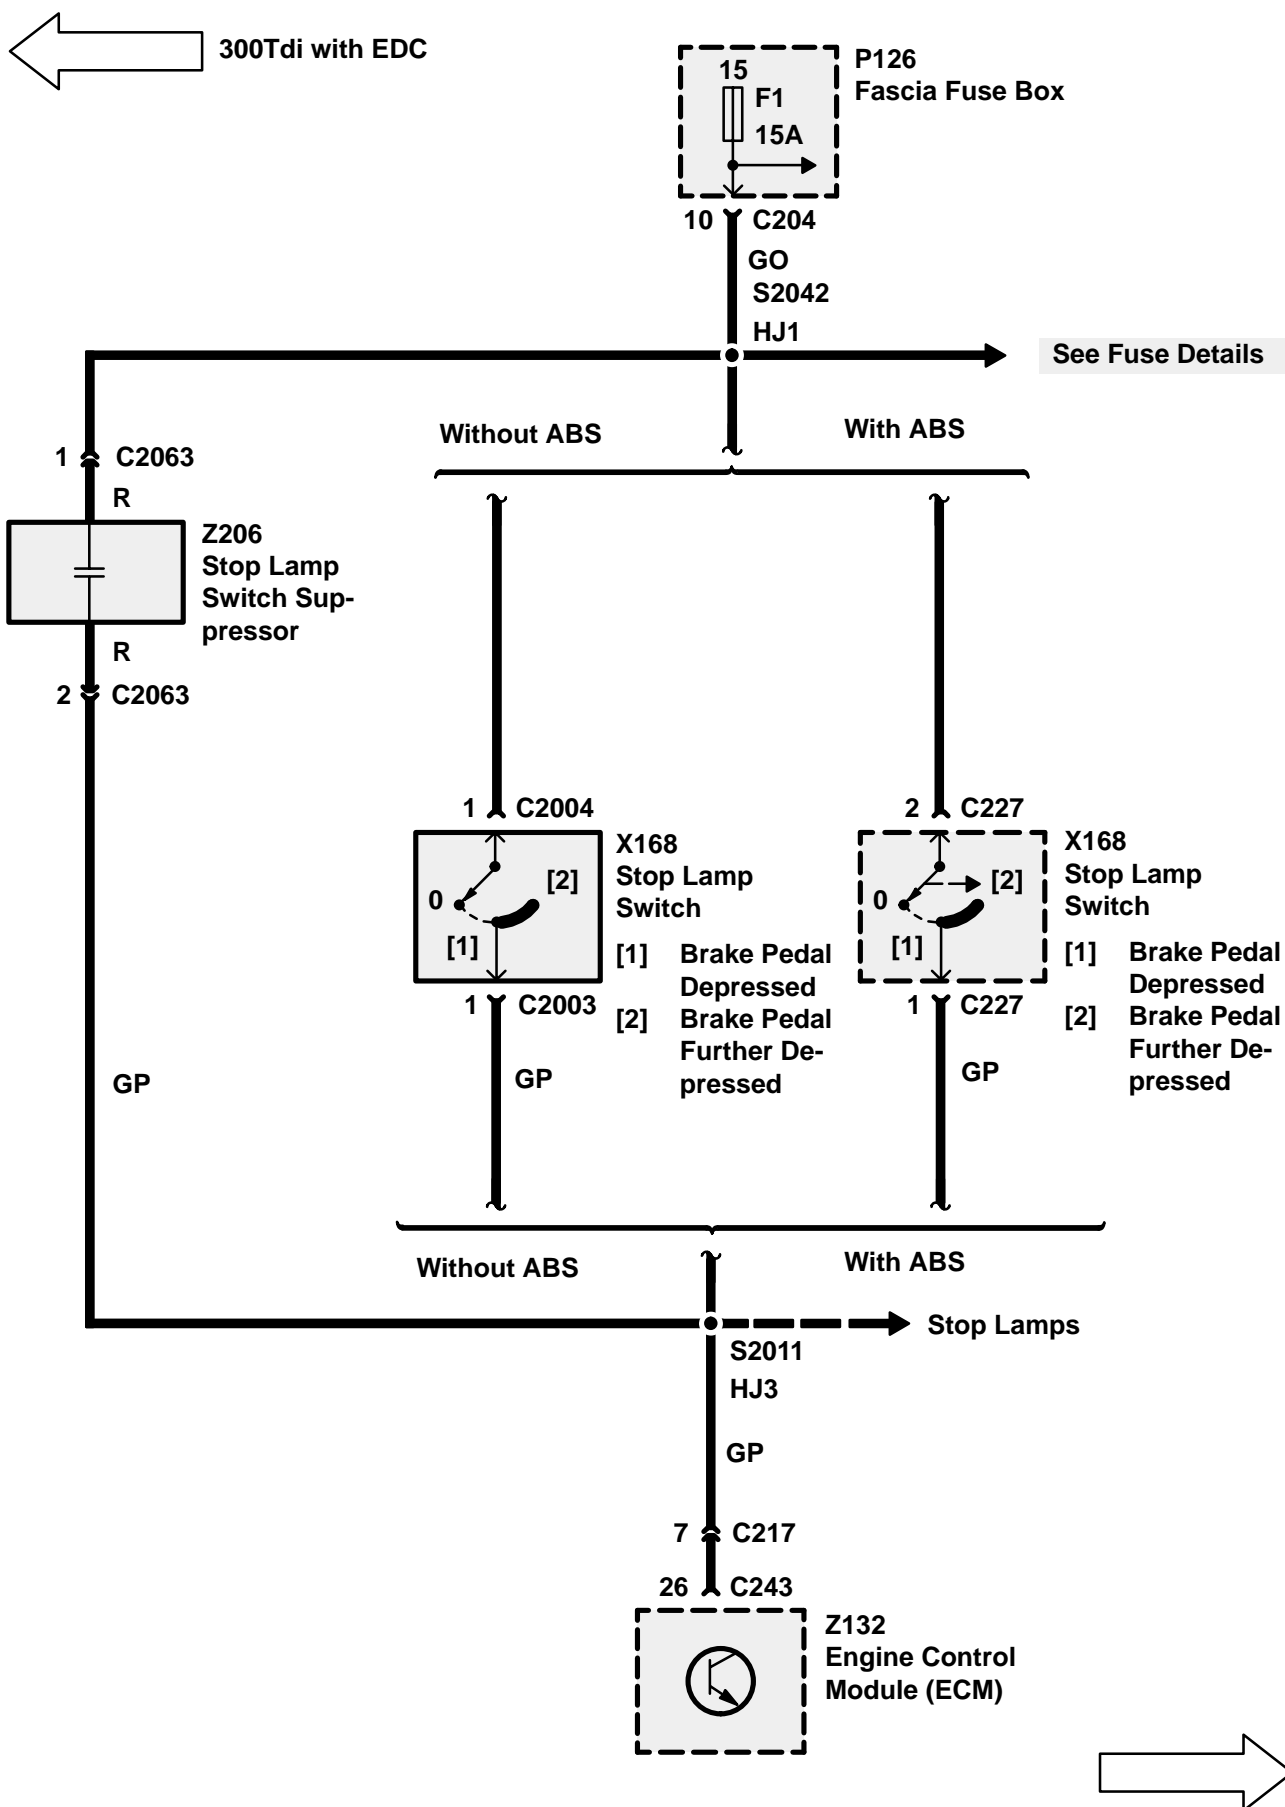 300Tdi with EDC
P126
Fascia Fuse Box
15
F1
15A
10 C204
GO
S2042
HJ1
See Fuse Details
Without ABS
With ABS
1 C2063
R
Z206
Stop Lamp
Switch Sup-
pressor
R
2 C2063
1 C2004
2 C227
X168
Stop Lamp
Switch
0
[2]
[1]
[1] Brake Pedal
Depressed
[2] Brake Pedal
Further De-
pressed
X168
Stop Lamp
Switch
0
[2]
[1]
[1] Brake Pedal
Depressed
[2] Brake Pedal
Further De-
pressed
1 C2003
1 C227
GP
GP
GP
Without ABS
With ABS
Stop Lamps
S2011
HJ3
GP
7 C217
26 C243
Z132
Engine Control
Module (ECM)